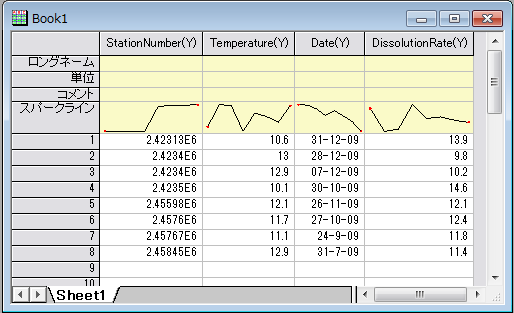 Book1
StationNumber(Y) Temperature(Y) Date(Y) DissolutionRate(Y)
ロングネーム
単位
コメント
スパークライン
1 2.42313E6 10.6 31-12-09 13.9
2 2.4234E6 13 28-12-09 9.8
3 2.4234E6 12.9 07-12-09 10.2
4 2.4235E6 10.1 30-10-09 14.6
5 2.45598E6 12.1 26-11-09 12.1
6 2.4576E6 11.7 27-10-09 12.4
7 2.45767E6 11.1 24-9-09 11.8
8 2.45845E6 12.9 31-7-09 11.4
9
10
Sheet1